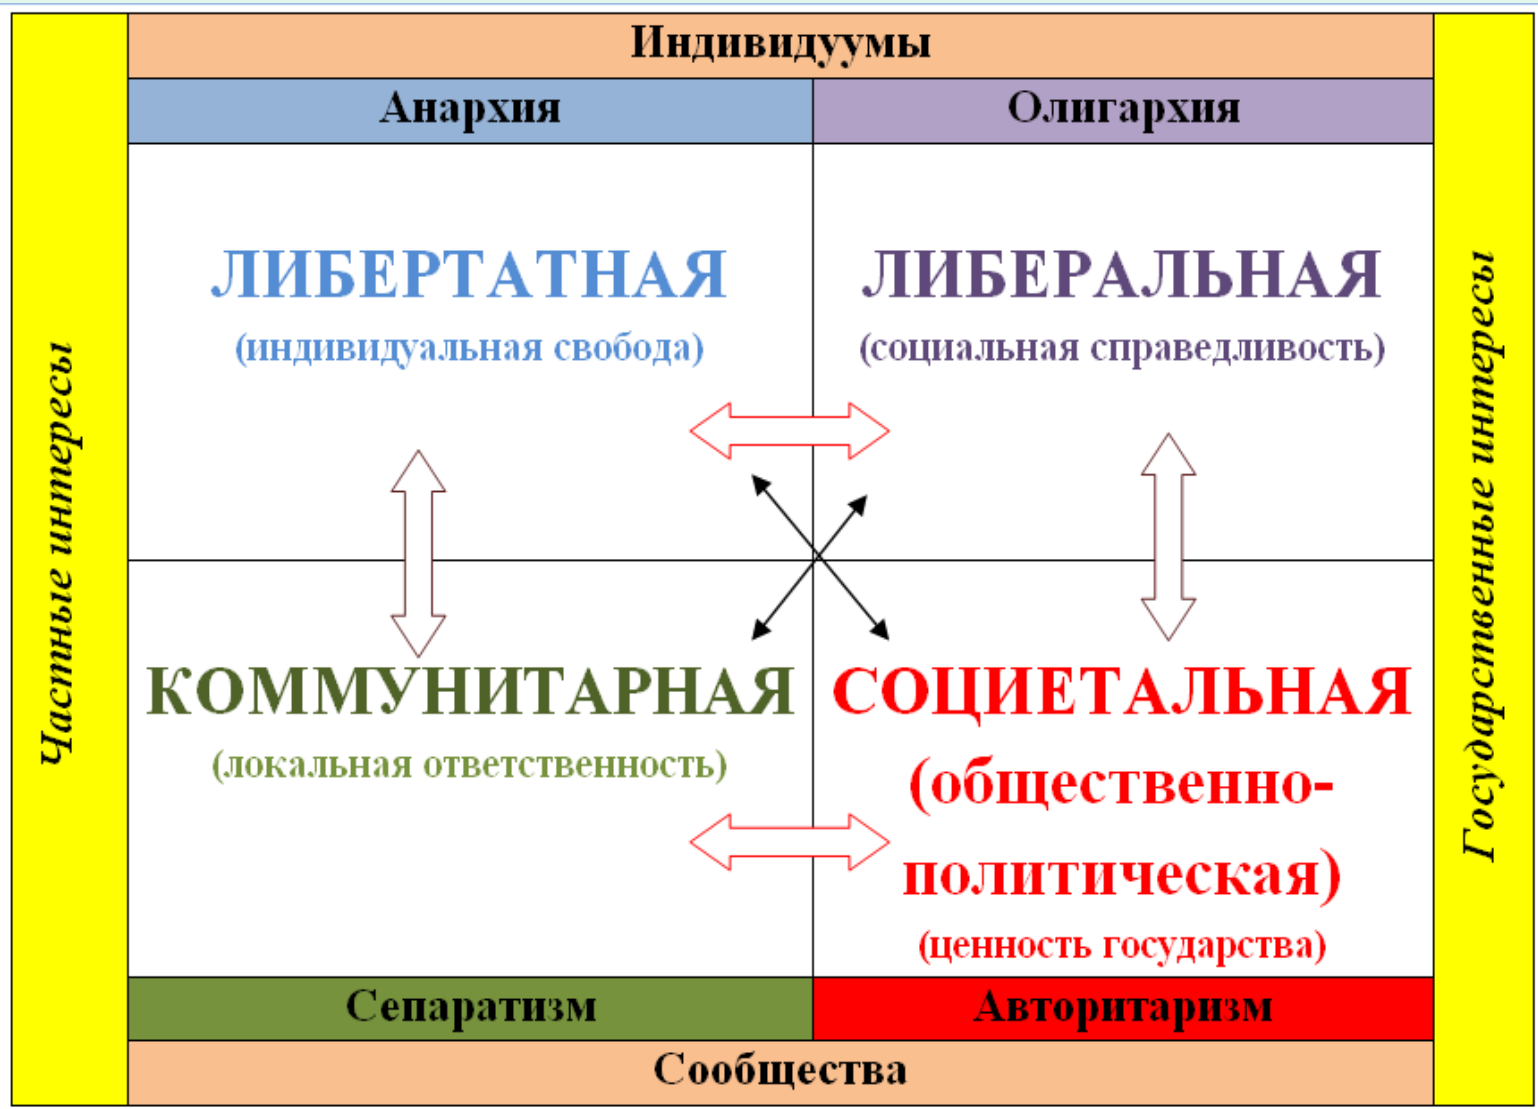 Индивидуумы
Анархия
Олигархия
Частные интересы
ЛИБЕРТАТНАЯ
(индивидуальная свобода)
ЛИБЕРАЛЬНАЯ
(социальная справедливость)
Государственные интересы
КОММУНИТАРНАЯ
(локальная ответственность)
СОЦИЕТАЛЬНАЯ
(общественно-
политическая)
(ценность государства)
Сепаратизм
Авторитаризм
Сообщества